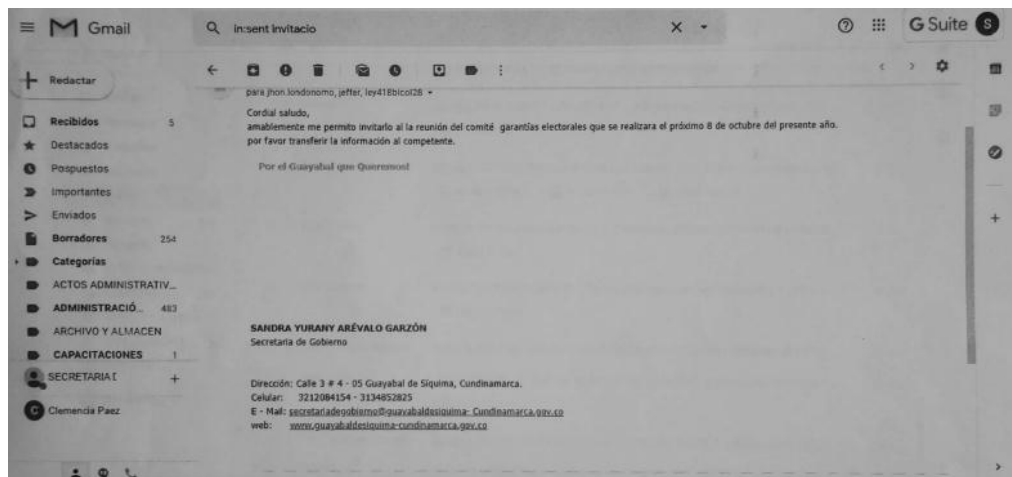 Gmail
in:sent invitacio
G Suite
S
Redactar
para jhon.londonomo, jeffer, ley418bicol28
Cordial saludo,
amablemente me permito invitarlo al la reunión del comité garantías electorales que se realizara el próximo 8 de octubre del presente año.
por favor transferir la información al competente.
Por el Guayabal que Queremos!
Recibidos 5
Destacados
Pospuestos
Importantes
Enviados
Borradores 254
Categorías
ACTOS ADMINISTRATIV...
ADMINISTRACIÓ... 483
ARCHIVO Y ALMACEN
CAPACITACIONES 1
SECRETARIA D
C Clemencia Paez
SANDRA YURANY ARÉVALO GARZÓN
Secretaria de Gobierno
Dirección: Calle 3 # 4 - 05 Guayabal de Síquima, Cundinamarca.
Celular: 3212084154 - 3134852825
E - Mail: secretariadegobierno@guayabaldesiquima- Cundinamarca.gov.co
web: www.guayabaldesiquima-cundinamarca.gov.co